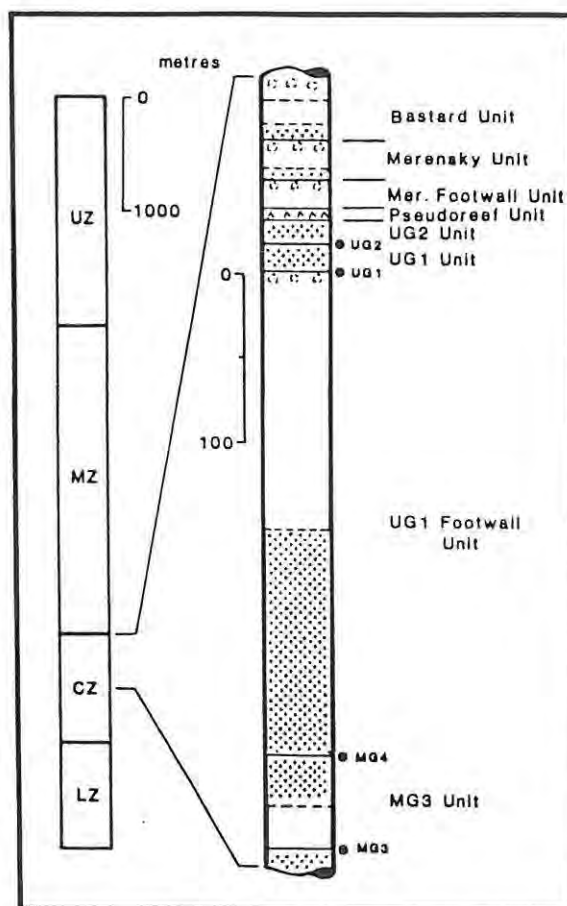 metres
0
1000
UZ
MZ
CZ
LZ
0
100
Bastard Unit
Merensky Unit
Mer. Footwall Unit
Pseudoreef Unit
UG2 Unit
UG2
UG1 Unit
UG1
UG1 Footwall
Unit
MG4
MG3 Unit
MG3